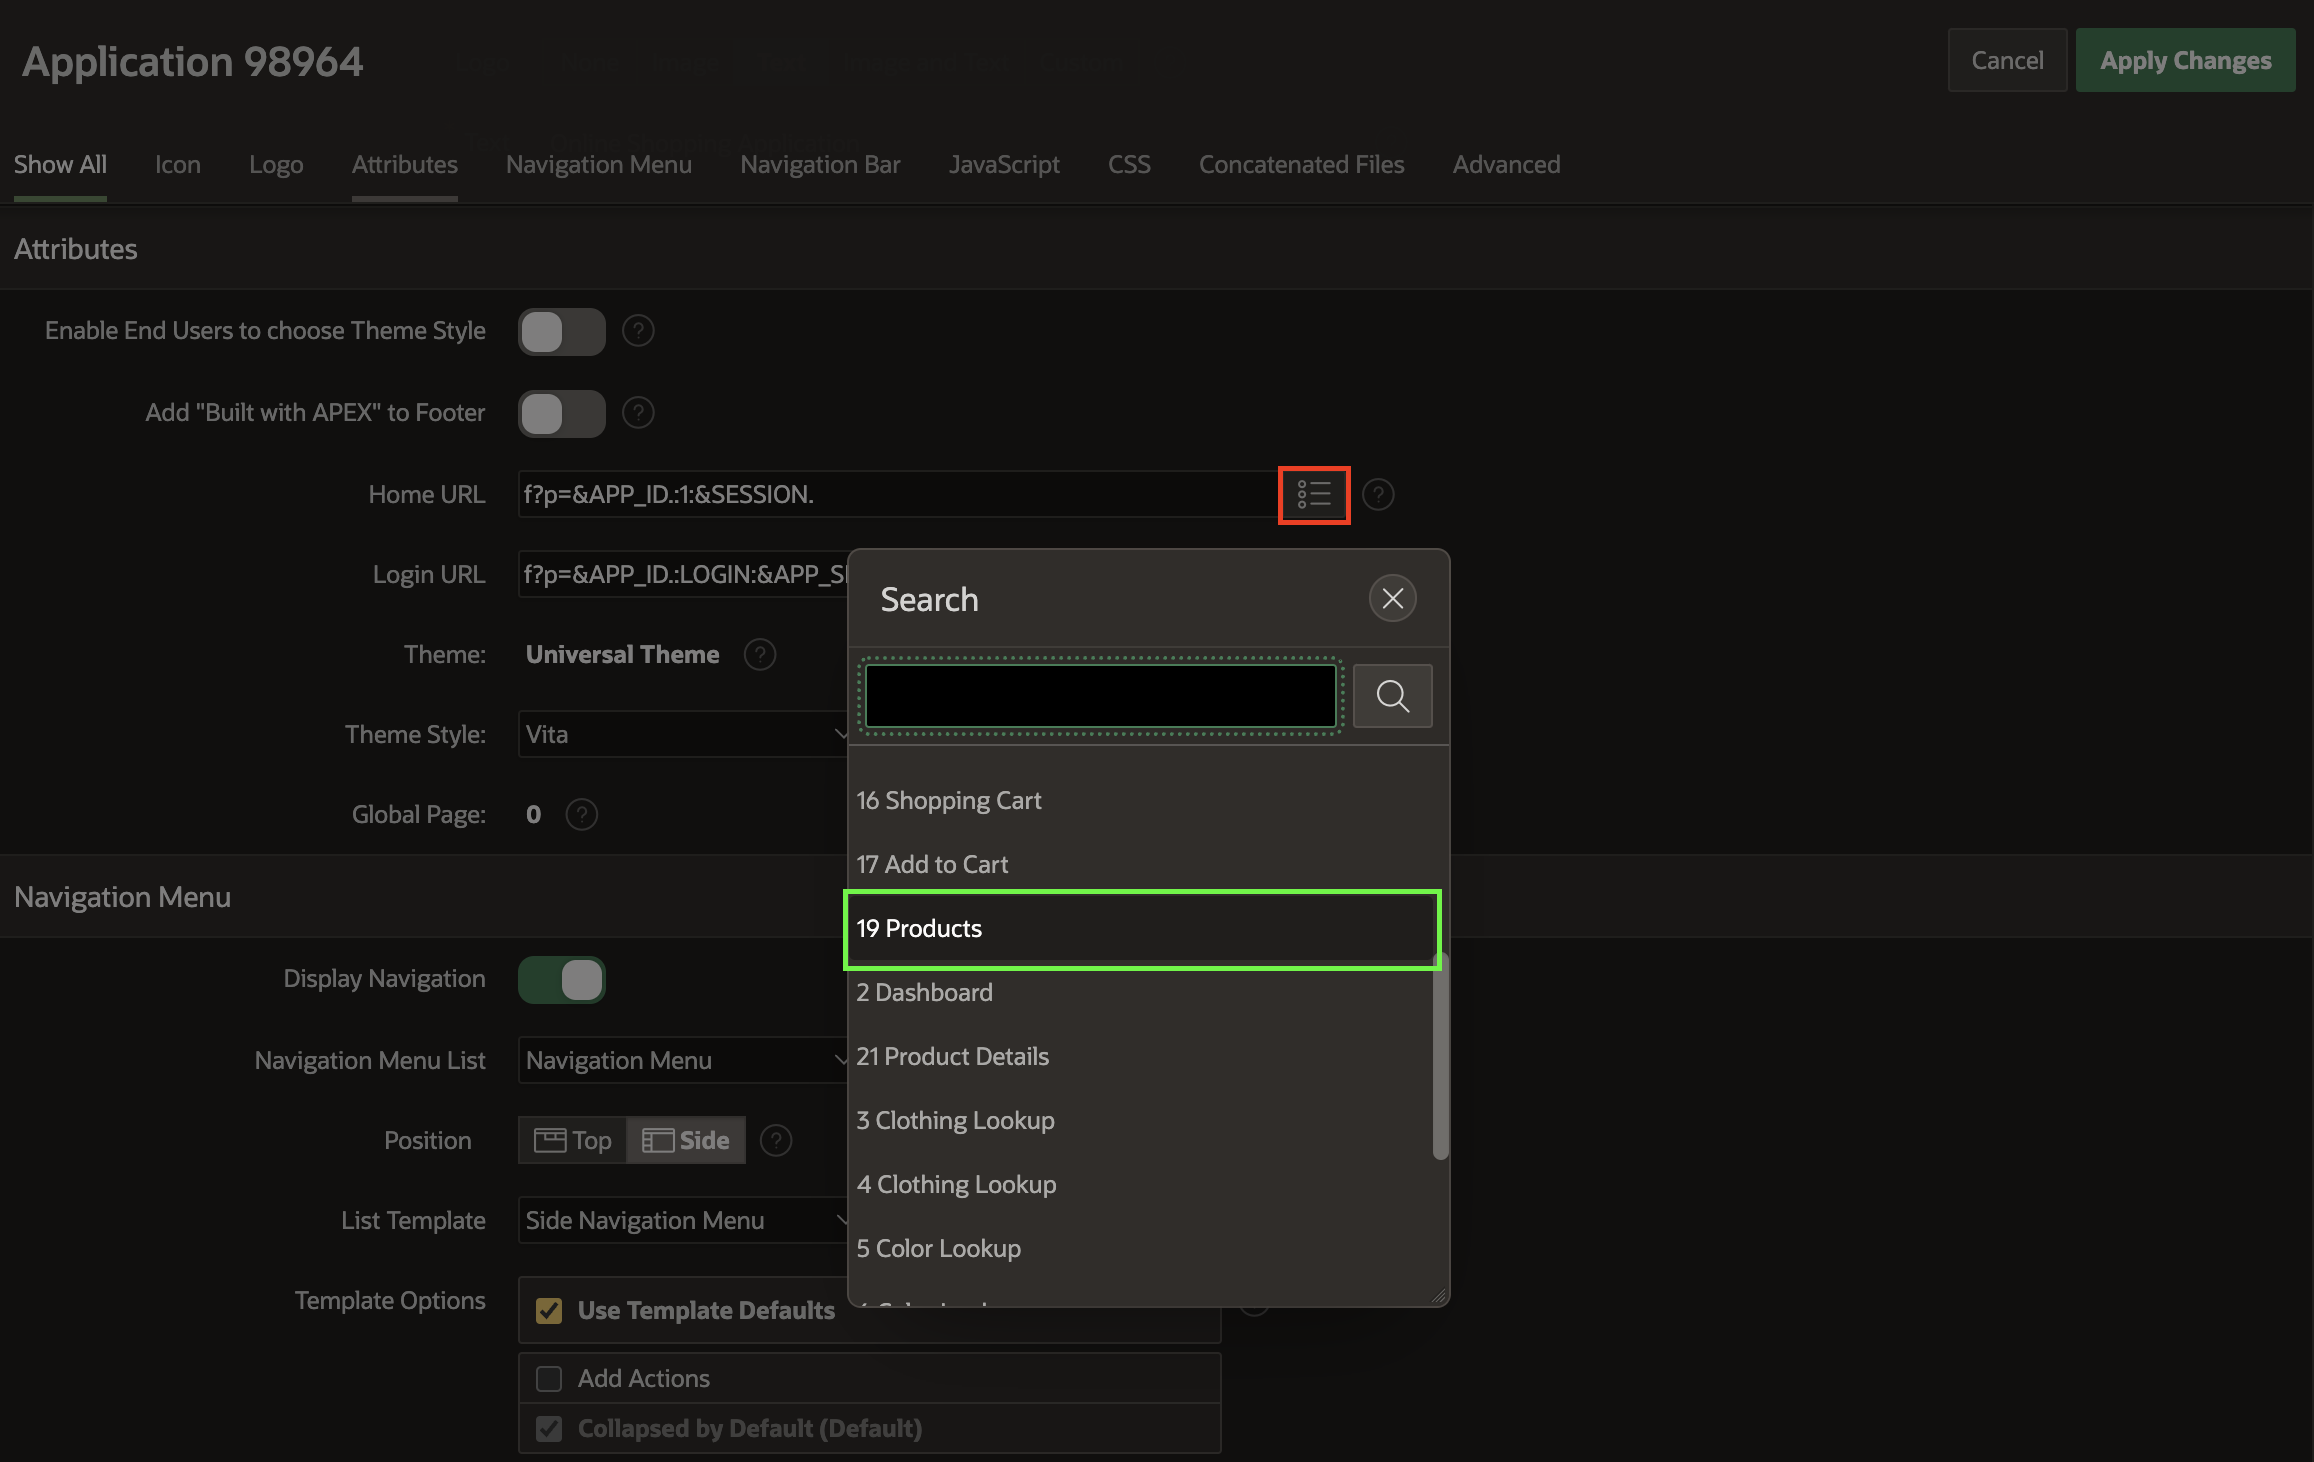 Application 98964
Cancel
Apply Changes
Show All
Icon
Logo
Attributes
Navigation Menu
Navigation Bar
JavaScript
CSS
Concatenated Files
Advanced
Attributes
Enable End Users to choose Theme Style
?
Add "Built with APEX" to Footer
?
Home URL
f?p=&APP_ID.:1:&SESSION.
?
Login URL
f?p=&APP_ID.:LOGIN:&APP_SE
Search
Theme:
Universal Theme
?
Theme Style:
Vita
Global Page:
0
?
16 Shopping Cart
17 Add to Cart
19 Products
2 Dashboard
21 Product Details
3 Clothing Lookup
4 Clothing Lookup
5 Color Lookup
Navigation Menu
Display Navigation
Navigation Menu List
Navigation Menu
Position
Top
Side
?
List Template
Side Navigation Menu
Template Options
Use Template Defaults
Add Actions
Collapsed by Default (Default)